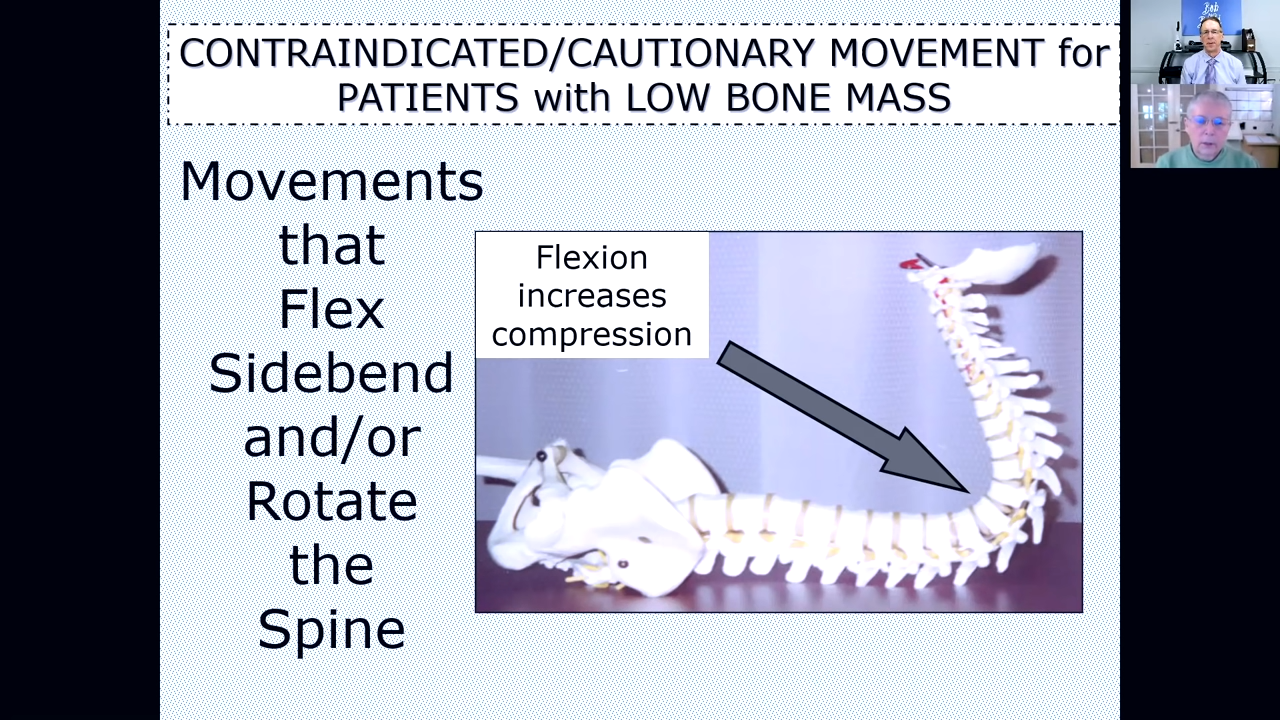 CONTRAINDICATED/CAUTIONARY MOVEMENT for
PATIENTS with LOW BONE MASS
Movements
that
Flex
Sidebend
and/or
Rotate
the
Spine
Flexion
increases
compression
Bob